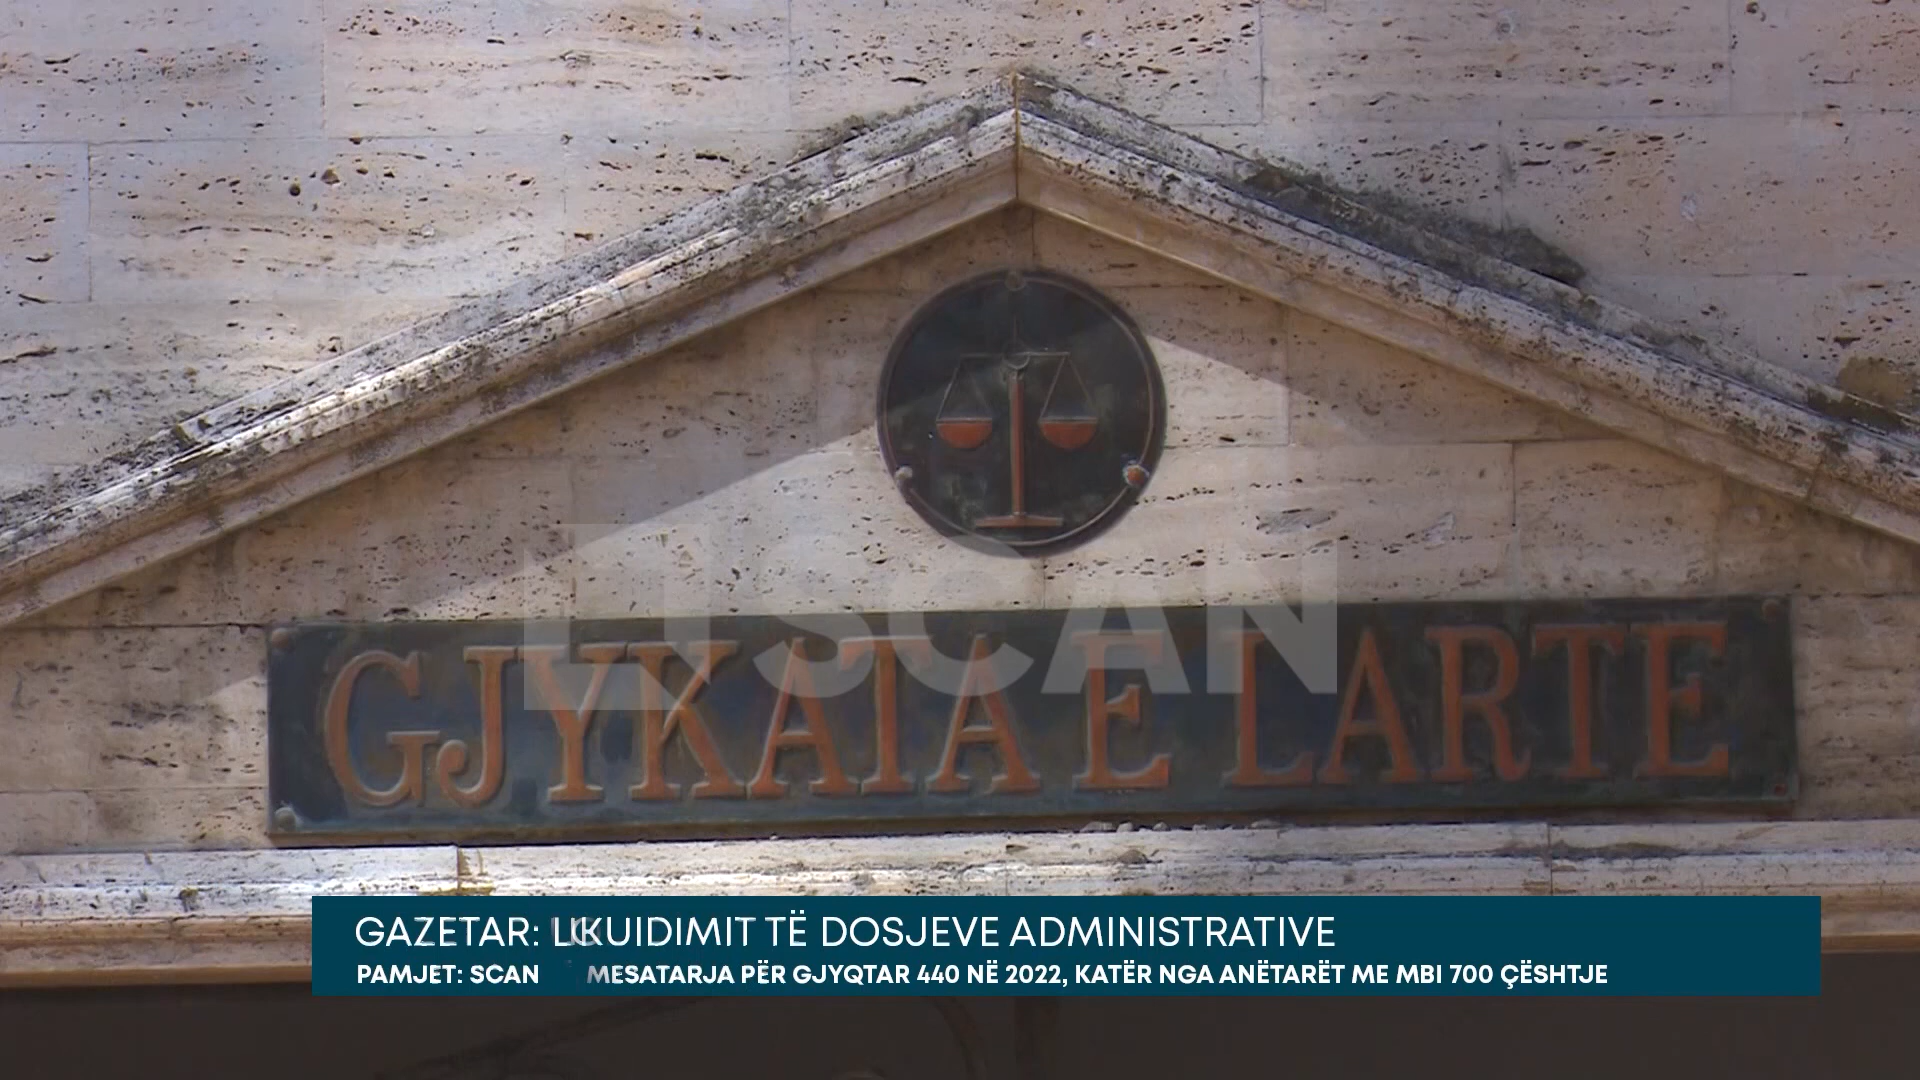 SCAN
GJYKATA E LARTE
GAZETAR: LIKUIDIMIT TË DOSJEVE ADMINISTRATIVE
PAMJET: SCAN MESATARJA PËR GJYQTAR 440 NË 2022, KATËR NGA ANËTARËT ME MBI 700 ÇËSHTJE